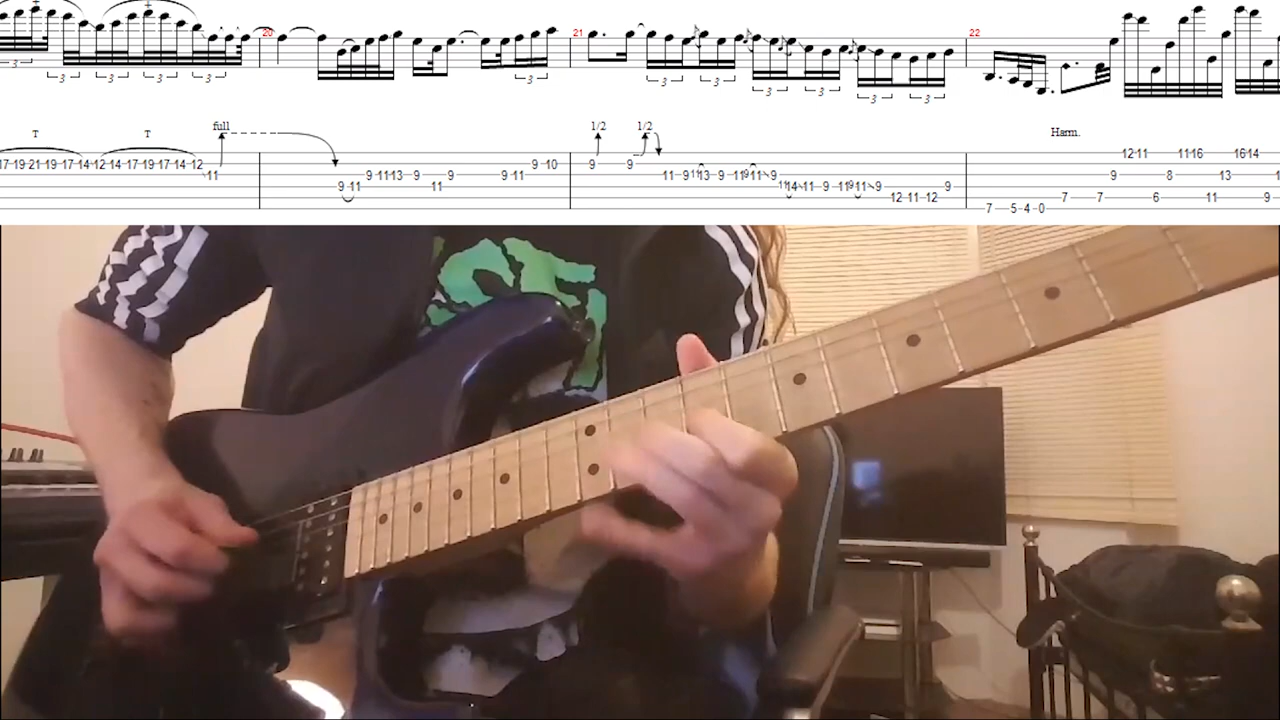 20 21 22
3 3 3 3 3 3 3 3 3 3 3 3
T T full 1/2 1/2 Harm.
12 11 11 16 16 14
17 19 21 19 17 14 12 14 17 19 17 14 12 9 10 9 9
11 9 11 13 9 9 9 11 11 9 11 13 9 11 9 11 9 9 8 13
9 11 11 11 14 11 9 11 9 11 9 9
12 11 12 7 7 6 11 9
7 5 4 0